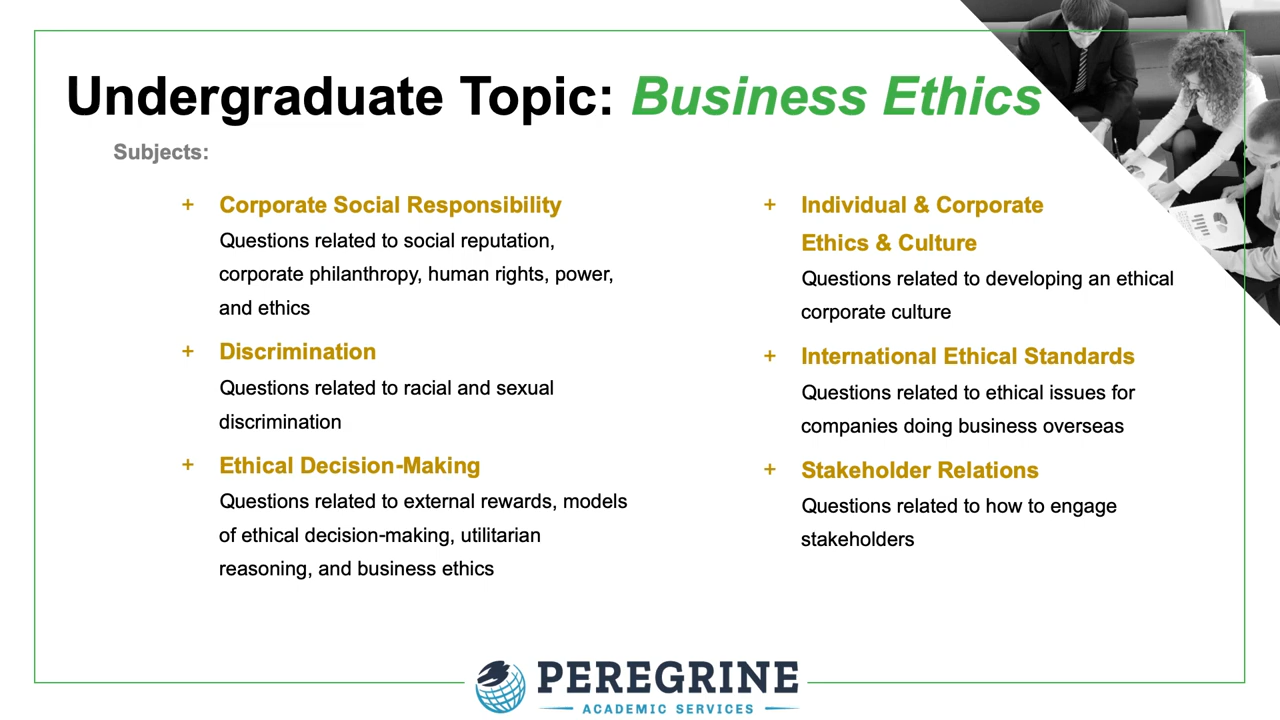 Undergraduate Topic: Business Ethics
Subjects:
+ Corporate Social Responsibility
Questions related to social reputation,
corporate philanthropy, human rights, power,
and ethics
+ Discrimination
Questions related to racial and sexual
discrimination
+ Ethical Decision-Making
Questions related to external rewards, models
of ethical decision-making, utilitarian
reasoning, and business ethics
+ Individual & Corporate
Ethics & Culture
Questions related to developing an ethical
corporate culture
+ International Ethical Standards
Questions related to ethical issues for
companies doing business overseas
+ Stakeholder Relations
Questions related to how to engage
stakeholders
PEREGRINE
ACADEMIC SERVICES